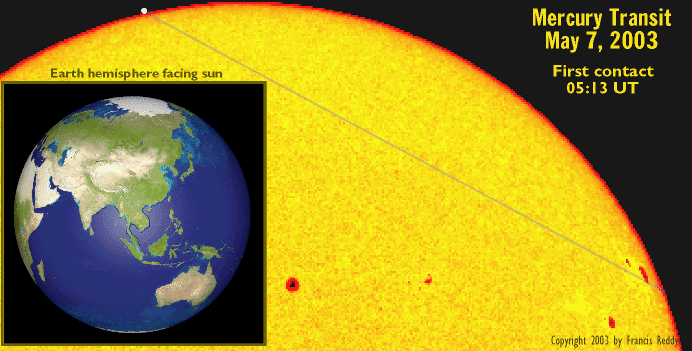 Mercury Transit
May 7, 2003
First contact
05:13 UT
Earth hemisphere facing sun
Copyright 2003 by Francis Reddy